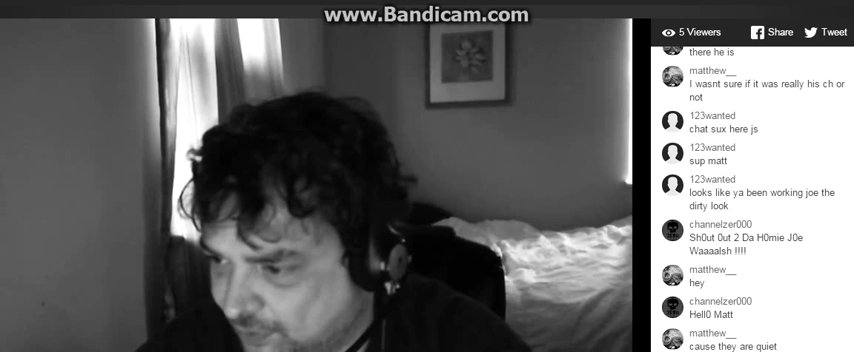 www.Bandicam.com
5 Viewers
Share
Tweet
there he is
matthew__
I wasnt sure if it was really his ch or
not
123wanted
chat sux here js
123wanted
sup matt
123wanted
looks like ya been working joe the
dirty look
channelzer000
Sh0ut 0ut 2 Da H0mie J0e
Waaaalsh !!!!
matthew__
hey
channelzer000
Hell0 Matt
matthew__
cause they are quiet